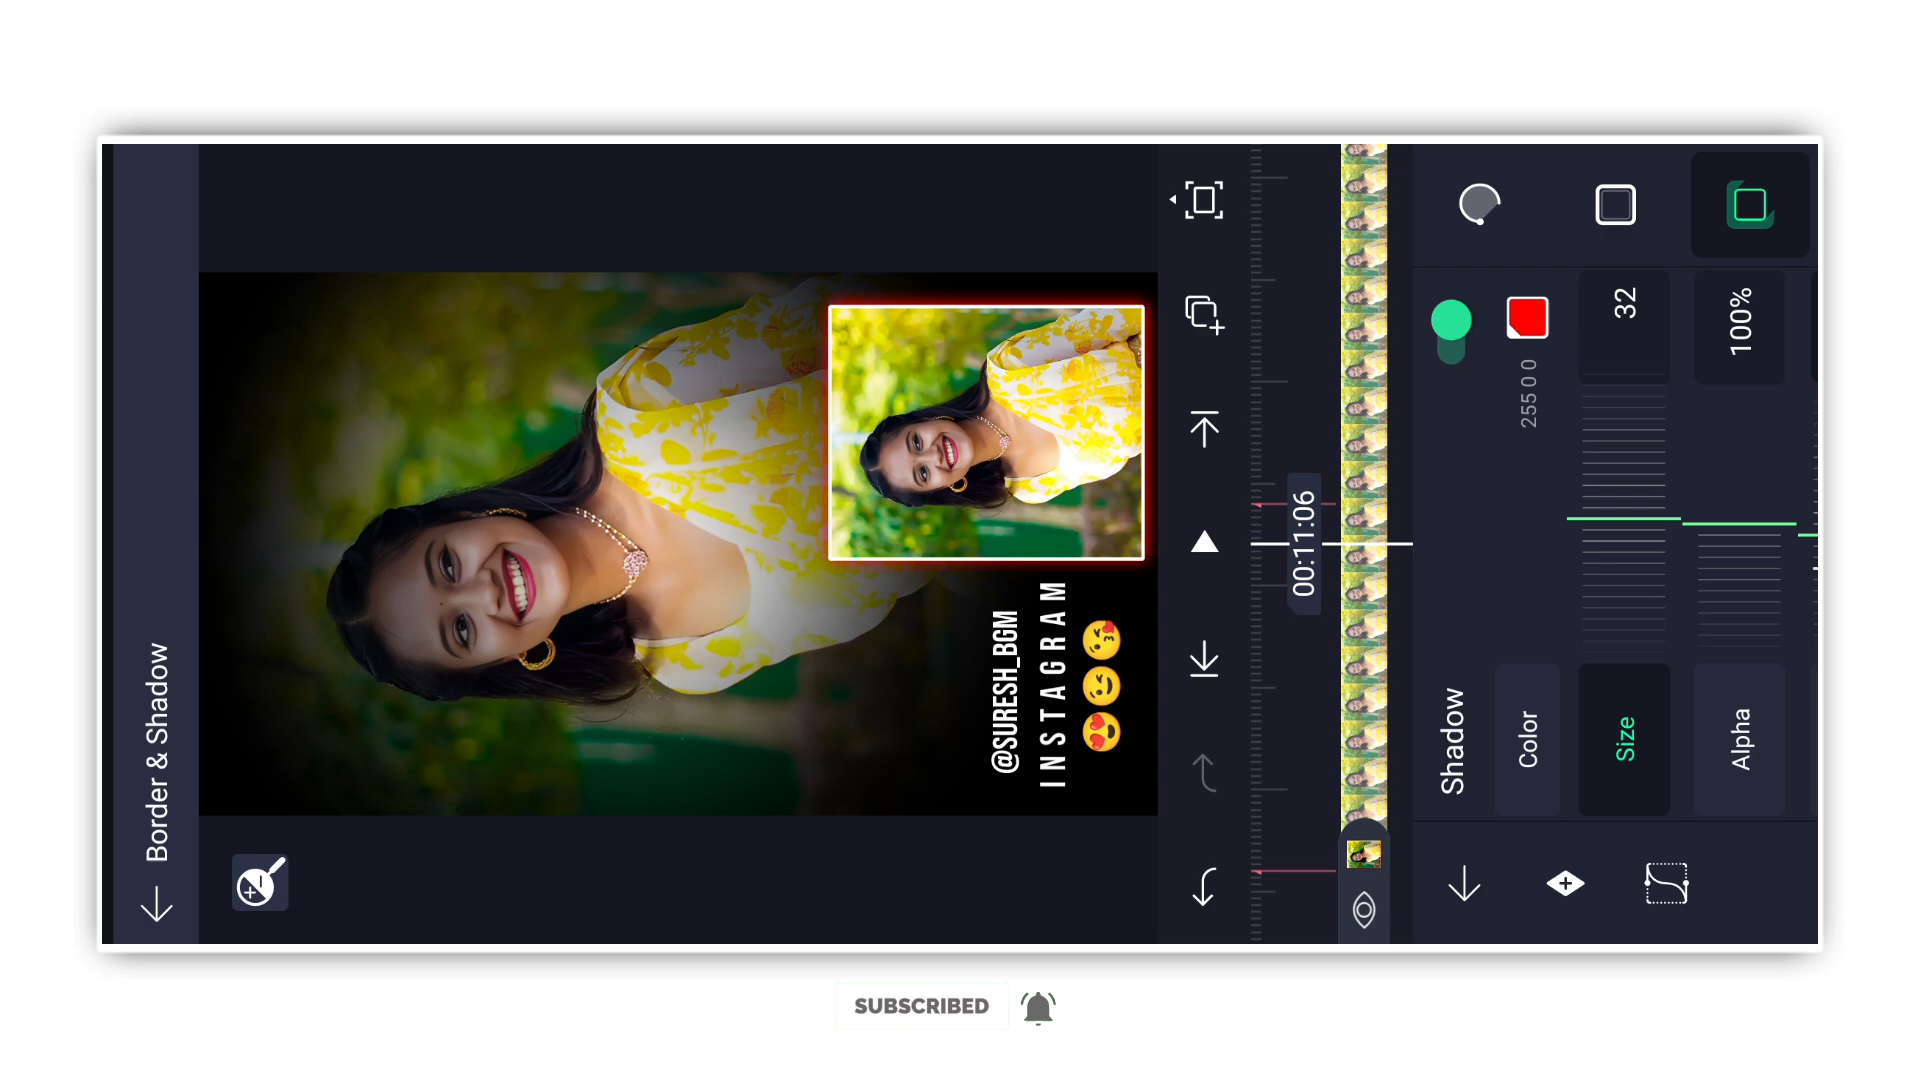 Border & Shadow
@SURESH_BGM
INSTAGRAM
00:11:06
Shadow
Color
255 0 0
Size
32
Alpha
100%
SUBSCRIBED